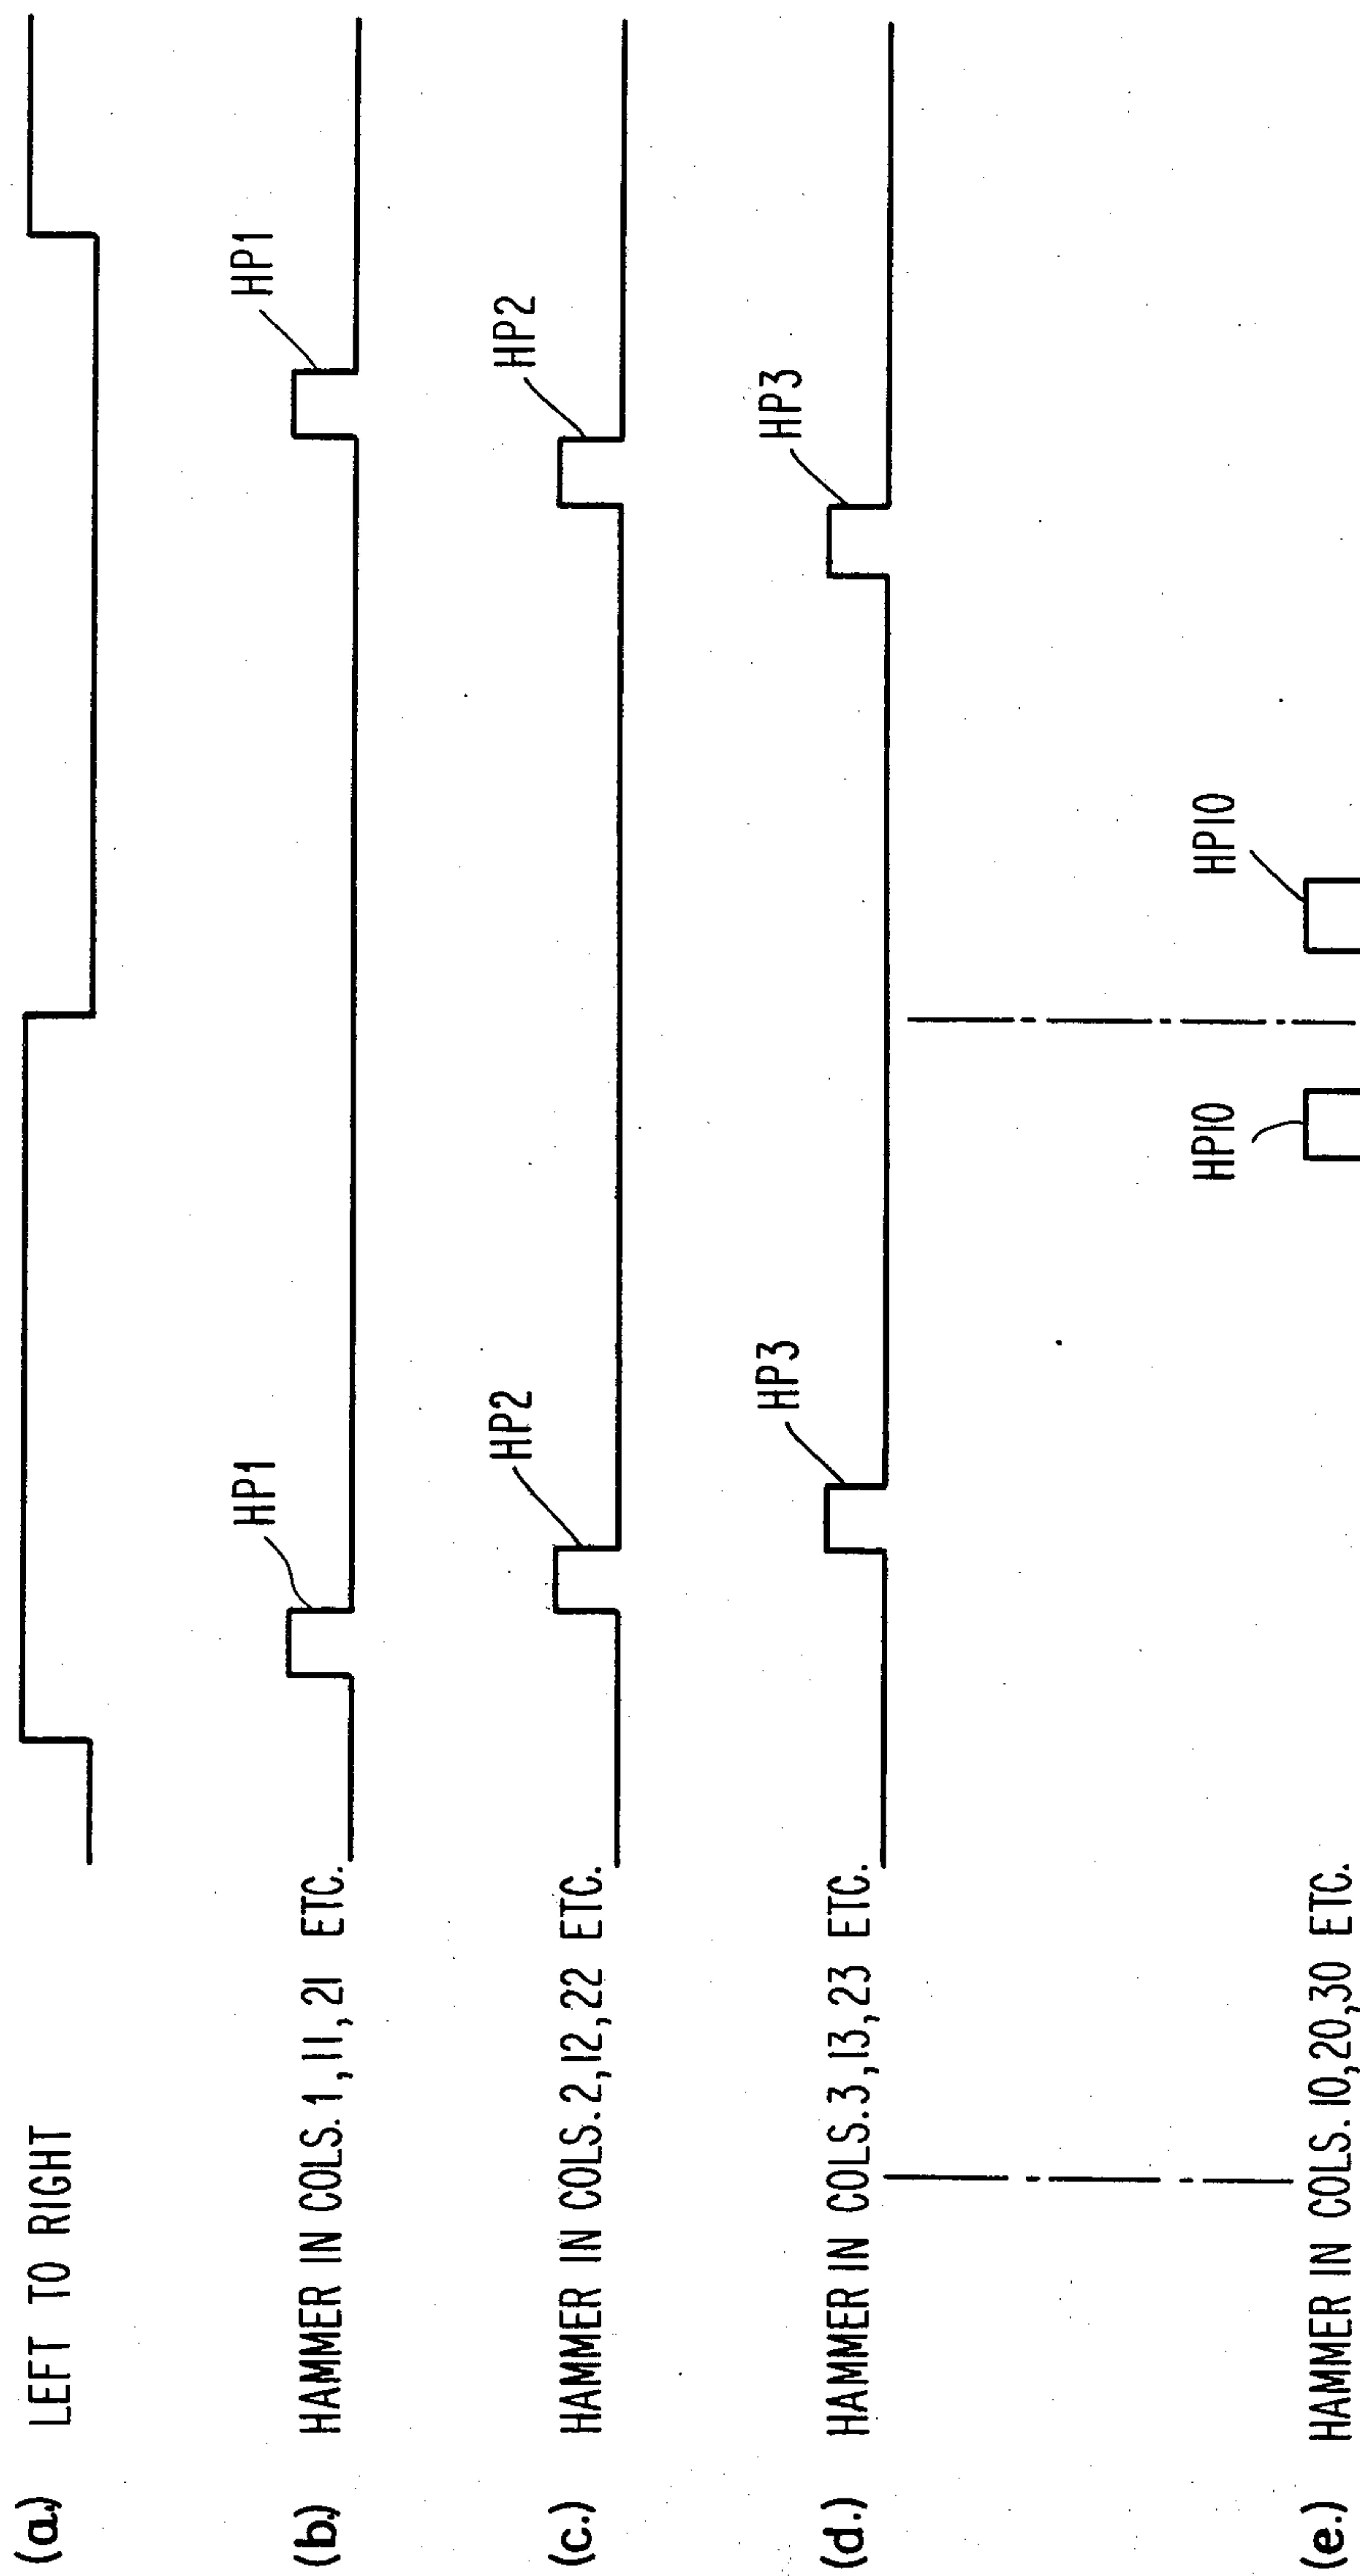 (a.) LEFT TO RIGHT
(b.) HAMMER IN COLS. 1, 11, 21 ETC.
HP1
HP1
(c.) HAMMER IN COLS. 2, 12, 22 ETC.
HP2
HP2
(d.) HAMMER IN COLS. 3, 13, 23 ETC.
HP3
HP3
(e.) HAMMER IN COLS. 10, 20, 30 ETC.
HP10
HP10